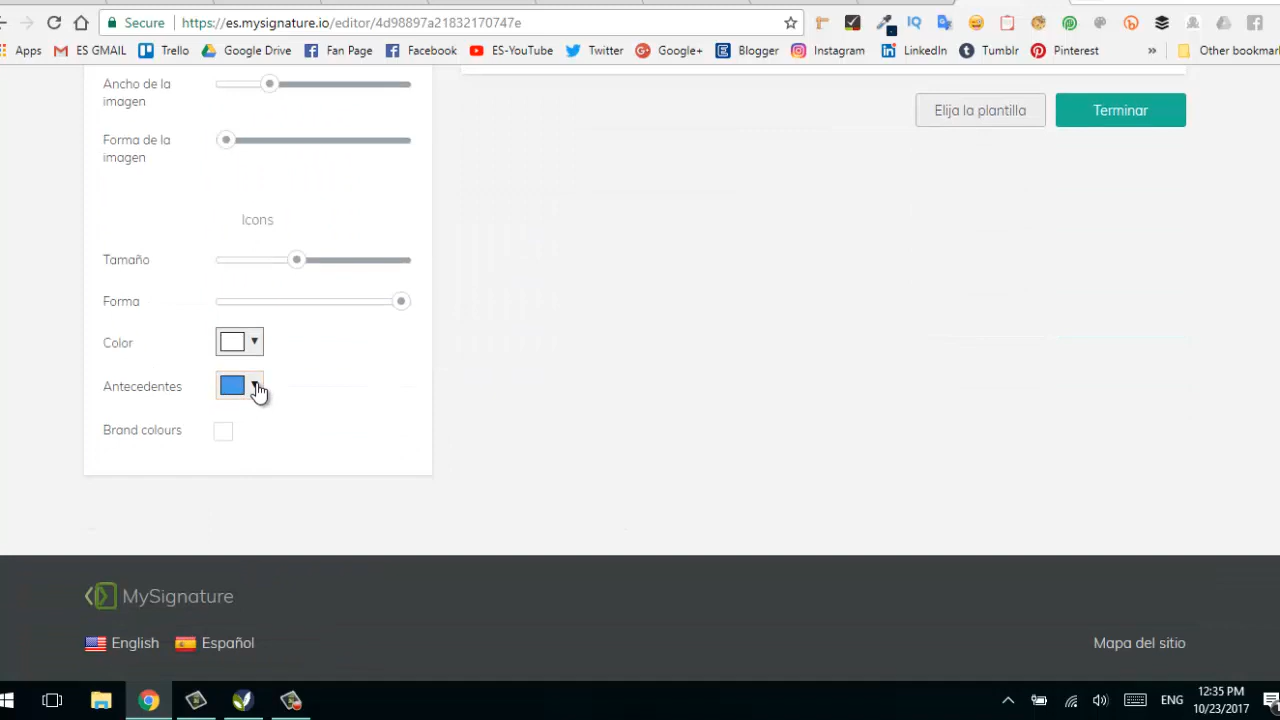 Secure https://es.mysignature.io/editor/4d98897a21832170747e
Apps ES GMAIL Trello Google Drive Fan Page Facebook ES-YouTube Twitter Google+ Blogger Instagram LinkedIn Tumblr Pinterest » Other bookmar
Ancho de la
imagen
Elija la plantilla Terminar
Forma de la
imagen
Icons
Tamaño
Forma
Color
Antecedentes
Brand colours
MySignature
English Español Mapa del sitio
ENG 12:35 PM
10/23/2017